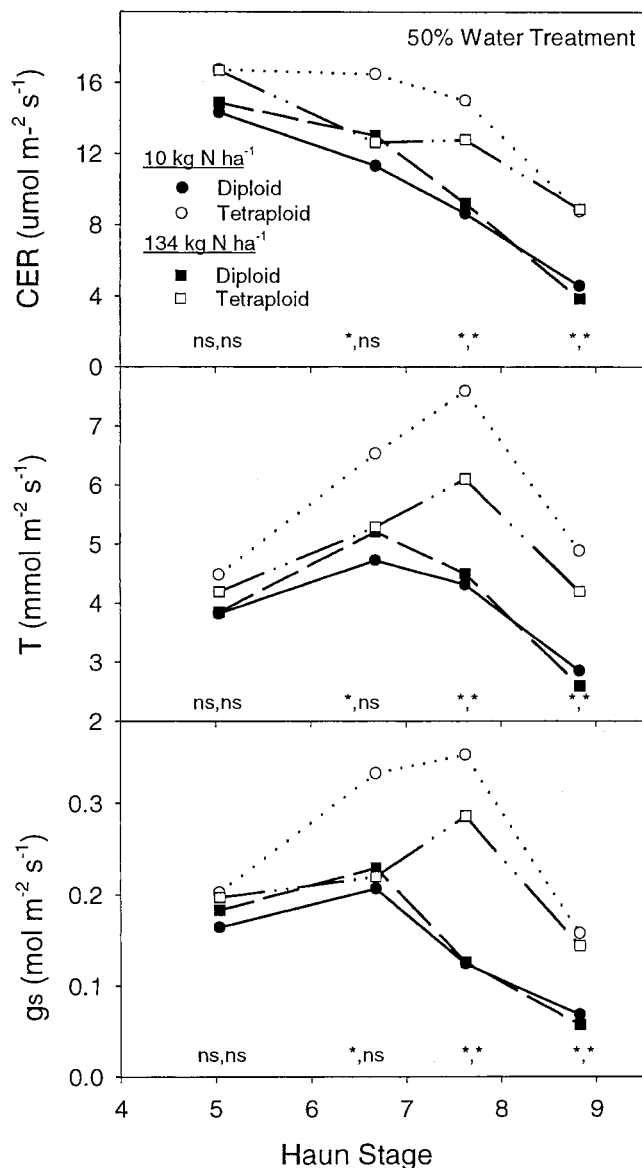 50% Water Treatment
16
12
8
4
0
CER (umol m-² s⁻¹)
10 kg N ha⁻¹
Diploid
Tetraploid
134 kg N ha⁻¹
Diploid
Tetraploid
ns,ns *,ns *,* *,*
7
6
5
4
3
2
T (mmol m⁻² s⁻¹)
ns,ns *,ns *,* *,*
0.3
0.2
0.1
0.0
gs (mol m⁻² s⁻¹)
ns,ns *,ns *,* *,*
4 5 6 7 8 9
Haun Stage